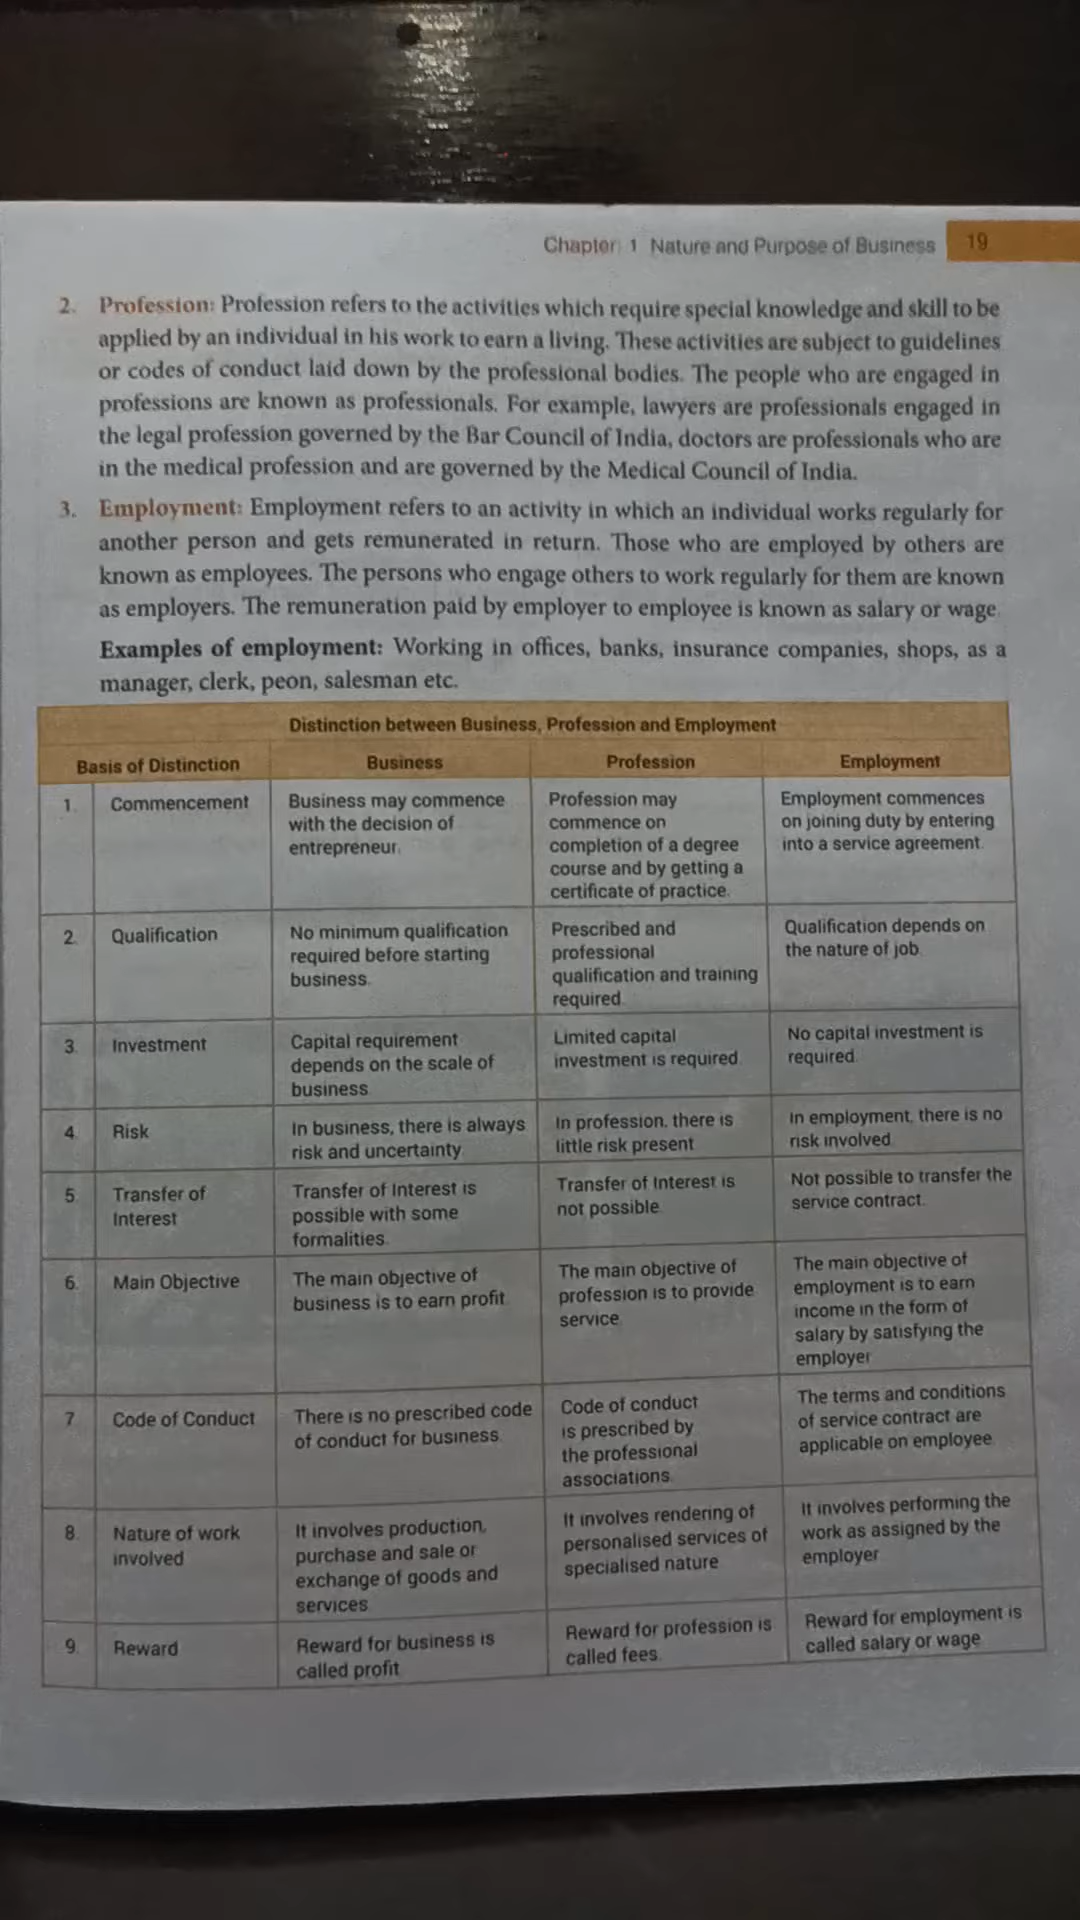 Chapter 1 Nature and Purpose of Business 19
2. Profession: Profession refers to the activities which require special knowledge and skill to be
applied by an individual in his work to earn a living. These activities are subject to guidelines
or codes of conduct laid down by the professional bodies. The people who are engaged in
professions are known as professionals. For example, lawyers are professionals engaged in
the legal profession governed by the Bar Council of India, doctors are professionals who are
in the medical profession and are governed by the Medical Council of India.
3. Employment: Employment refers to an activity in which an individual works regularly for
another person and gets remunerated in return. Those who are employed by others are
known as employees. The persons who engage others to work regularly for them are known
as employers. The remuneration paid by employer to employee is known as salary or wage.
Examples of employment: Working in offices, banks, insurance companies, shops, as a
manager, clerk, peon, salesman etc.
Distinction between Business, Profession and Employment
Basis of Distinction Business Profession Employment
1. Commencement
Business may commence
with the decision of
entrepreneur.
Profession may
commence on
completion of a degree
course and by getting a
certificate of practice.
Employment commences
on joining duty by entering
into a service agreement.
2. Qualification
No minimum qualification
required before starting
business.
Prescribed and
professional
qualification and training
required.
Qualification depends on
the nature of job.
3. Investment
Capital requirement
depends on the scale of
business.
Limited capital
investment is required.
No capital investment is
required.
4. Risk
In business, there is always
risk and uncertainty.
In profession, there is
little risk present.
In employment, there is no
risk involved.
5. Transfer of
Interest
Transfer of Interest is
possible with some
formalities.
Transfer of Interest is
not possible.
Not possible to transfer the
service contract.
6. Main Objective
The main objective of
business is to earn profit.
The main objective of
profession is to provide
service.
The main objective of
employment is to earn
income in the form of
salary by satisfying the
employer.
7. Code of Conduct
There is no prescribed code
of conduct for business.
Code of conduct
is prescribed by
the professional
associations.
The terms and conditions
of service contract are
applicable on employee.
8. Nature of work
involved
It involves production,
purchase and sale or
exchange of goods and
services.
It involves rendering of
personalised services of
specialised nature.
It involves performing the
work as assigned by the
employer.
9. Reward
Reward for business is
called profit.
Reward for profession is
called fees.
Reward for employment is
called salary or wage.